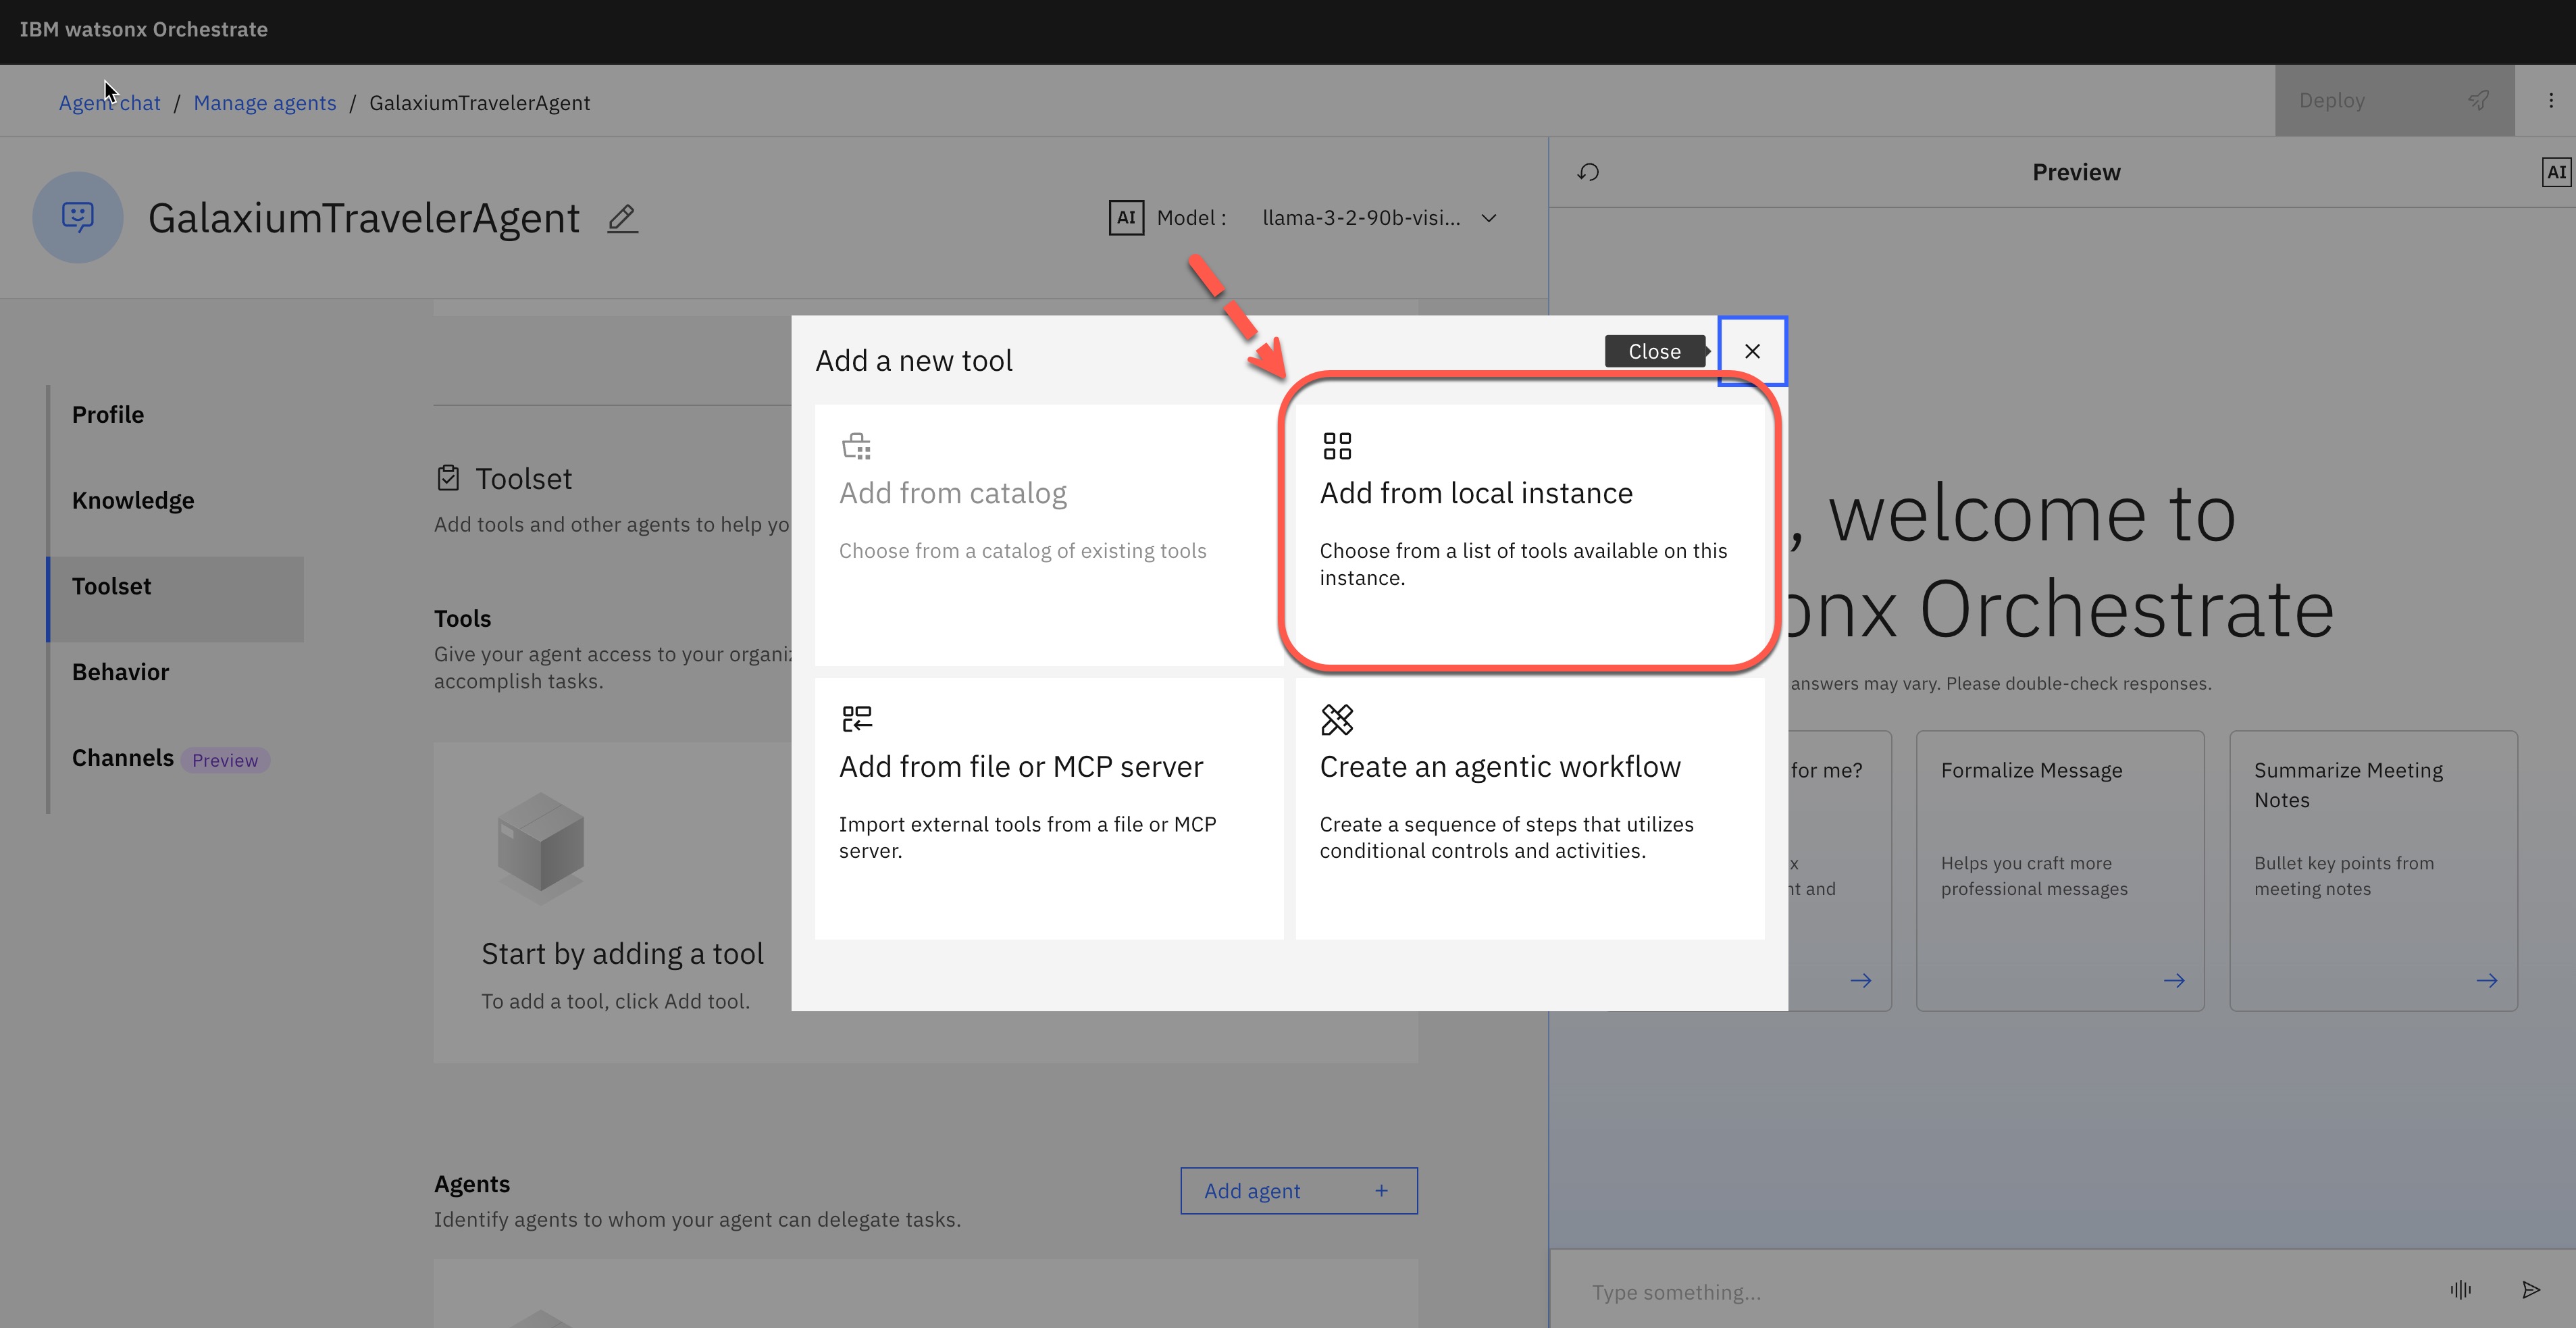 IBM watsonx Orchestrate
Agent chat / Manage agents / GalaxiumTravelerAgent
Deploy
GalaxiumTravelerAgent
AI Model : llama-3-2-90b-visi...
Preview
AI
Profile
Knowledge
Toolset
Behavior
Channels Preview
Toolset
Add tools and other agents to help yo
Tools
Give your agent access to your organiz
accomplish tasks.
Start by adding a tool
To add a tool, click Add tool.
Agents
Identify agents to whom your agent can delegate tasks.
Add agent +
Add a new tool
Close
Add from catalog
Choose from a catalog of existing tools
Add from local instance
Choose from a list of tools available on this
instance.
Add from file or MCP server
Import external tools from a file or MCP
server.
Create an agentic workflow
Create a sequence of steps that utilizes
conditional controls and activities.
, welcome to
onx Orchestrate
answers may vary. Please double-check responses.
for me?
x
nt and
Formalize Message
Helps you craft more
professional messages
Summarize Meeting
Notes
Bullet key points from
meeting notes
Type something...